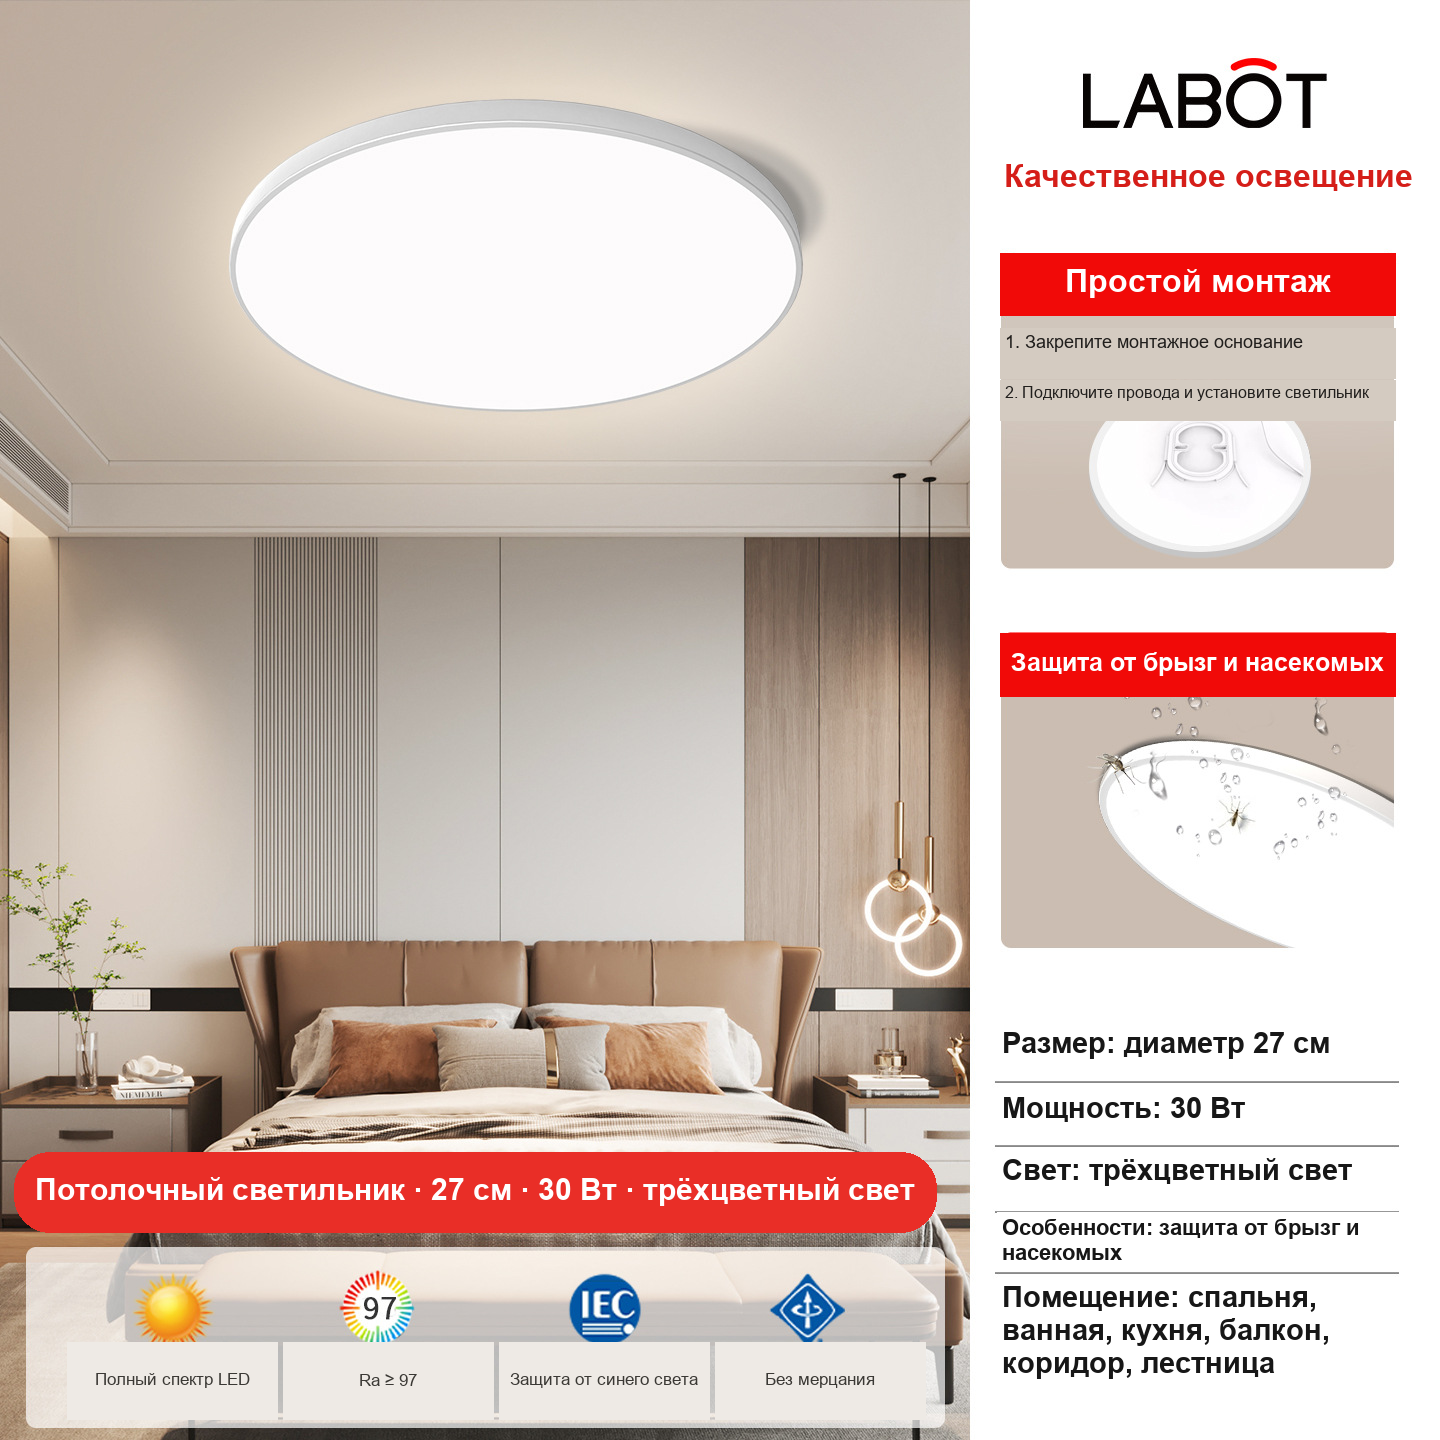 LABOT
Качественное освещение
Простой монтаж
1. Закрепите монтажное основание
2. Подключите провода и установите светильник
Защита от брызг и насекомых
Размер: диаметр 27 см
Мощность: 30 Вт
Свет: трёхцветный свет
Особенности: защита от брызг и
насекомых
Помещение: спальня,
ванная, кухня, балкон,
коридор, лестница
Потолочный светильник · 27 см · 30 Вт · трёхцветный свет
97
IEC
Полный спектр LED
Ra ≥ 97
Защита от синего света
Без мерцания